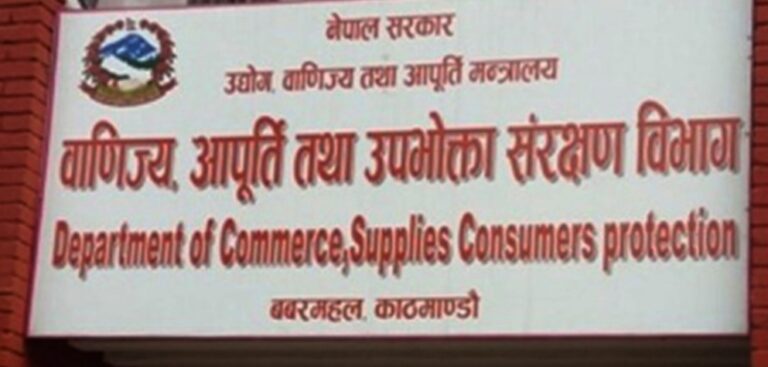 नेपाल सरकार
उद्योग, वाणिज्य तथा आपूर्ति मन्त्रालय
वाणिज्य, आपूर्ति तथा उपभोक्ता संरक्षण विभाग
Department of Commerce,Supplies Consumers protection
बबरमहल, काठमाण्डौ